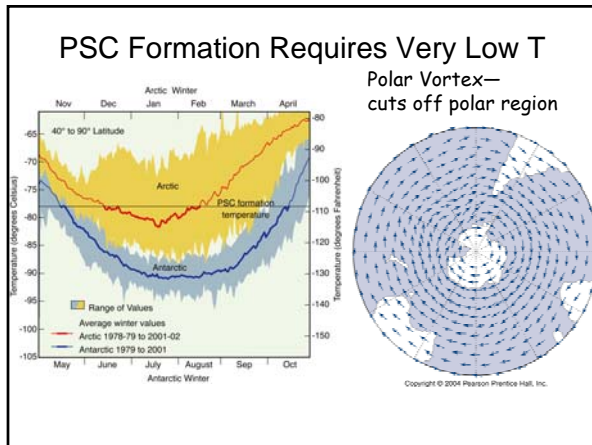 PSC Formation Requires Very Low T
Polar Vortex—
cuts off polar region
Arctic Winter
Nov Dec Jan Feb March April
40° to 90° Latitude
Temperature (degrees Celsius)
-65
-70
-75
-80
-85
-90
-95
-100
-105
Arctic
PSC formation
temperature
Antarctic
Range of Values
Average winter values
Arctic 1978-79 to 2001-02
Antarctic 1979 to 2001
-80
-90
-100
-110
-120
-130
-140
-150
Temperature (degrees Fahrenheit)
May June July August Sep Oct
Antarctic Winter
Copyright © 2004 Pearson Prentice Hall, Inc.